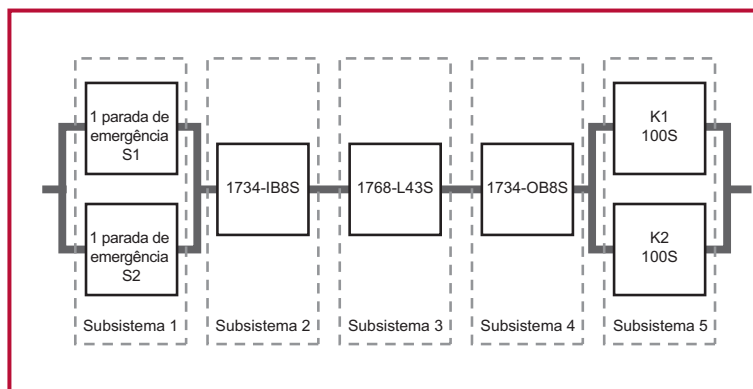 1 parada de
emergência
S1
1 parada de
emergência
S2
1734-IB8S
1768-L43S
1734-OB8S
K1
100S
K2
100S
Subsistema 1
Subsistema 2
Subsistema 3
Subsistema 4
Subsistema 5